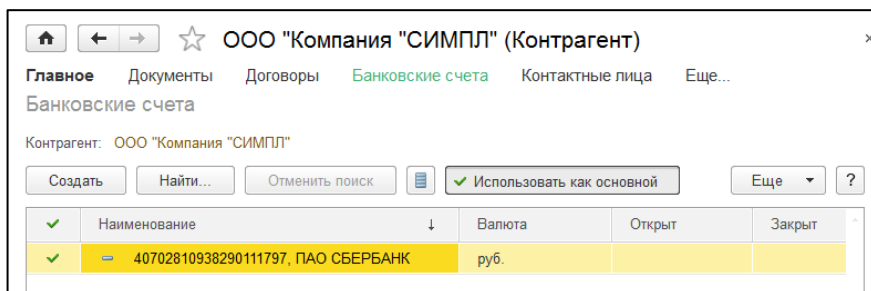 ООО "Компания "СИМПЛ" (Контрагент)
Главное Документы Договоры Банковские счета Контактные лица Еще...
Банковские счета
Контрагент: ООО "Компания "СИМПЛ"
Создать Найти... Отменить поиск Использовать как основной Еще ?
Наименование ↓ Валюта Открыт Закрыт
40702810938290111797, ПАО СБЕРБАНК руб.